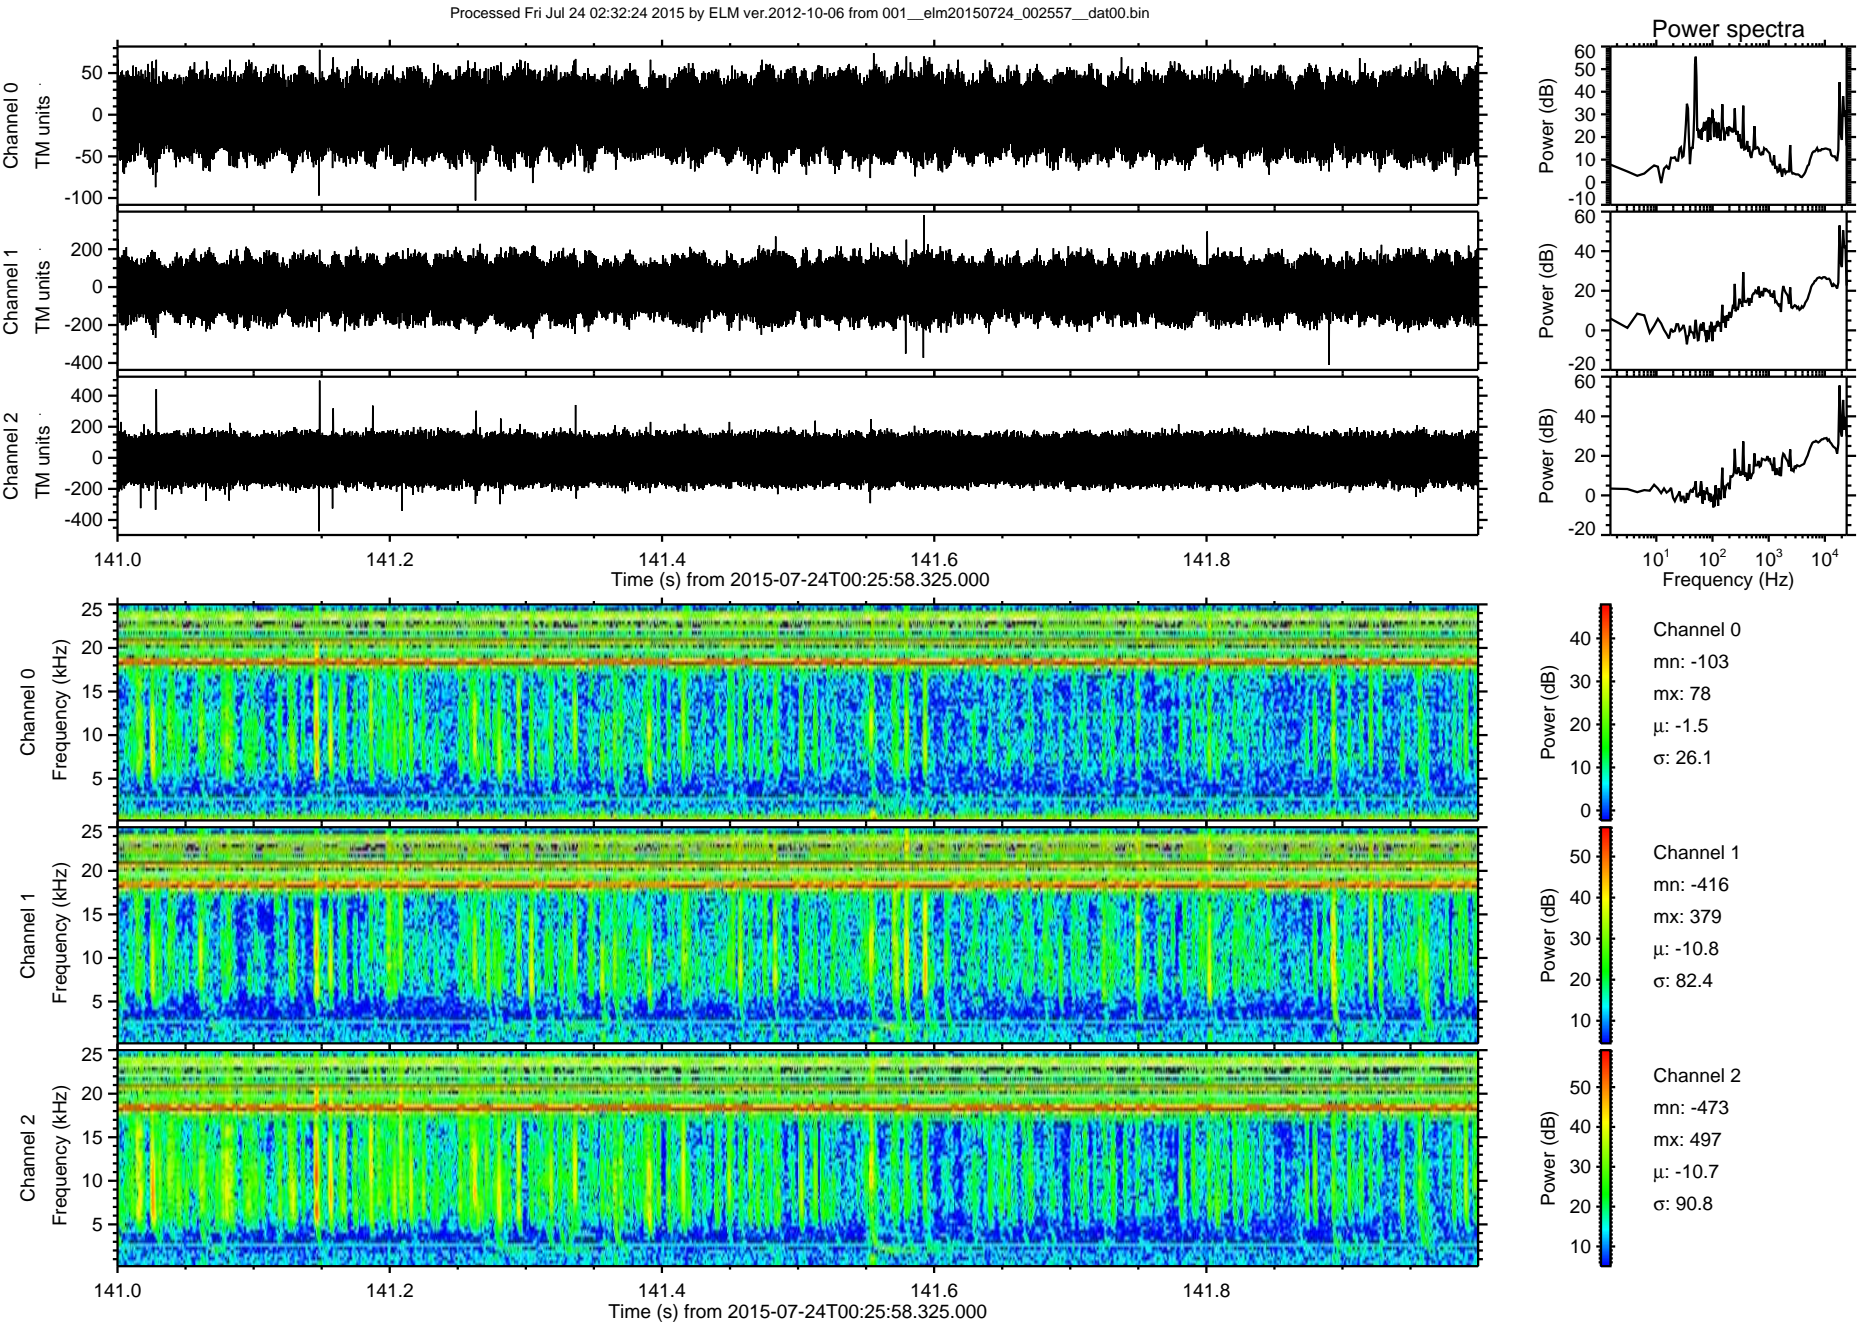 Processed Fri Jul 24 02:32:24 2015 by ELM ver.2012-10-06 from 001__elm20150724_002557__dat00.bin
Power spectra
Channel 0
TM units
50
0
-50
-100
Power (dB)
60
50
40
30
20
10
0
-10
Channel 1
TM units
200
0
-200
-400
Power (dB)
60
40
20
0
-20
Channel 2
TM units
400
200
0
-200
-400
Power (dB)
60
40
20
0
-20
141.0 141.2 141.4 141.6 141.8
Time (s) from 2015-07-24T00:25:58.325.000
10^1 10^2 10^3 10^4
Frequency (Hz)
Channel 0
Frequency (kHz)
25
20
15
10
5
Power (dB)
40
30
20
10
0
Channel 0
mn: -103
mx: 78
μ: -1.5
σ: 26.1
Channel 1
Frequency (kHz)
25
20
15
10
5
Power (dB)
50
40
30
20
10
Channel 1
mn: -416
mx: 379
μ: -10.8
σ: 82.4
Channel 2
Frequency (kHz)
25
20
15
10
5
Power (dB)
50
40
30
20
10
Channel 2
mn: -473
mx: 497
μ: -10.7
σ: 90.8
141.0 141.2 141.4 141.6 141.8
Time (s) from 2015-07-24T00:25:58.325.000